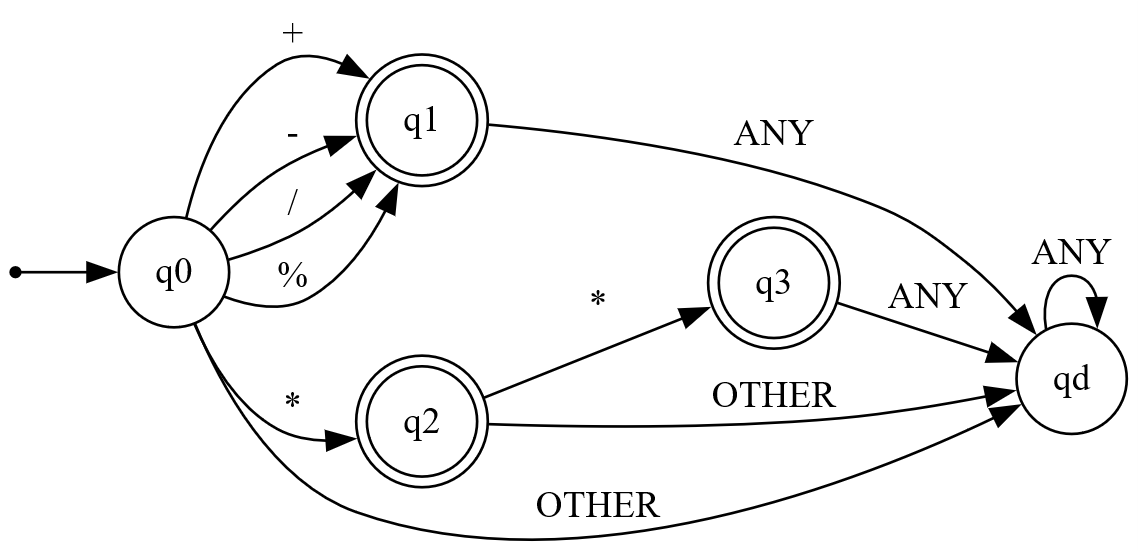 +
q1
ANY
-
/
q0
%
q3
ANY
ANY
*
qd
OTHER
*
q2
OTHER